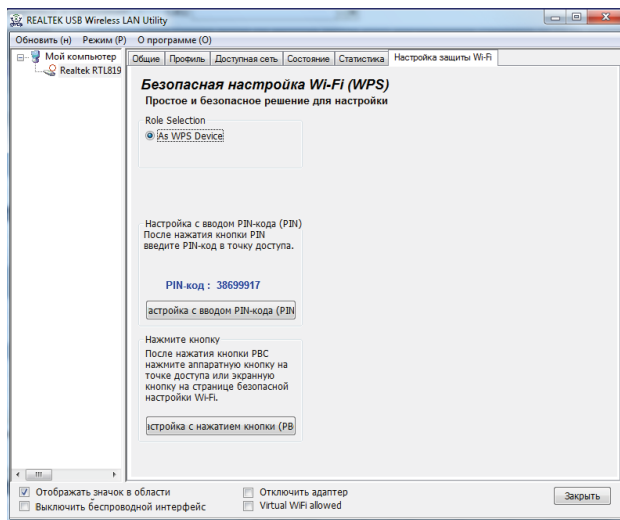 REALTEK USB Wireless LAN Utility
Обновить (н) Режим (Р) О программе (О)
Мой компьютер
Realtek RTL819
Общие Профиль Доступная сеть Состояние Статистика Настройка защиты Wi-Fi
Безопасная настройка Wi-Fi (WPS)
Простое и безопасное решение для настройки
Role Selection
As WPS Device
Настройка с вводом PIN-кода (PIN)
После нажатия кнопки PIN
введите PIN-код в точку доступа.
PIN-код : 38699917
астройка с вводом PIN-кода (PIN
Нажмите кнопку
После нажатия кнопки PBC
нажмите аппаратную кнопку на
точке доступа или экранную
кнопку на странице безопасной
настройки Wi-Fi.
астройка с нажатием кнопки (PB
Отображать значок в области
Отключить адаптер
Выключить беспроводной интерфейс
Virtual WiFi allowed
Закрыть